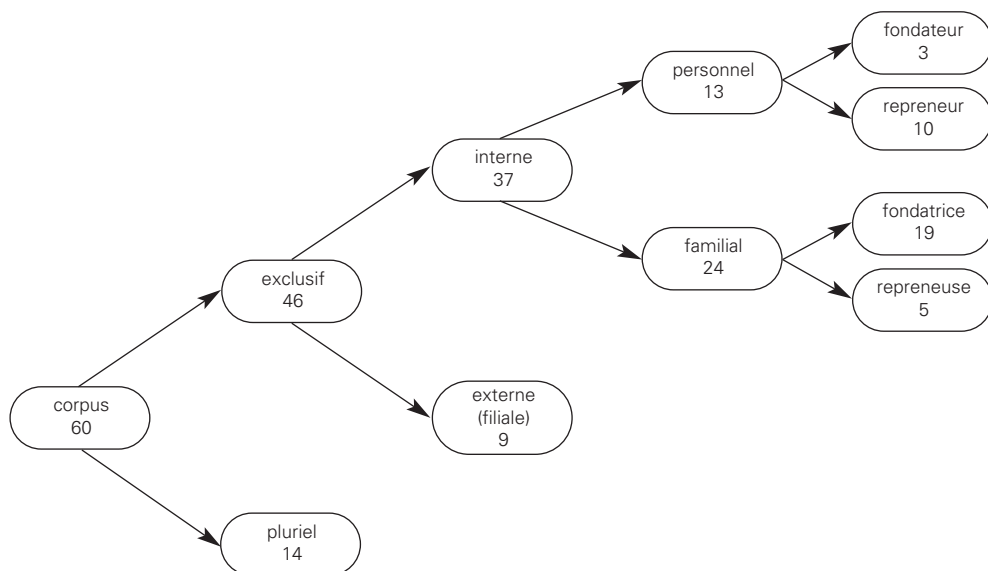 fondateur
3
personnel
13
repreneur
10
interne
37
fondatrice
19
familial
24
exclusif
46
repreneuse
5
corpus
60
externe
(filiale)
9
pluriel
14